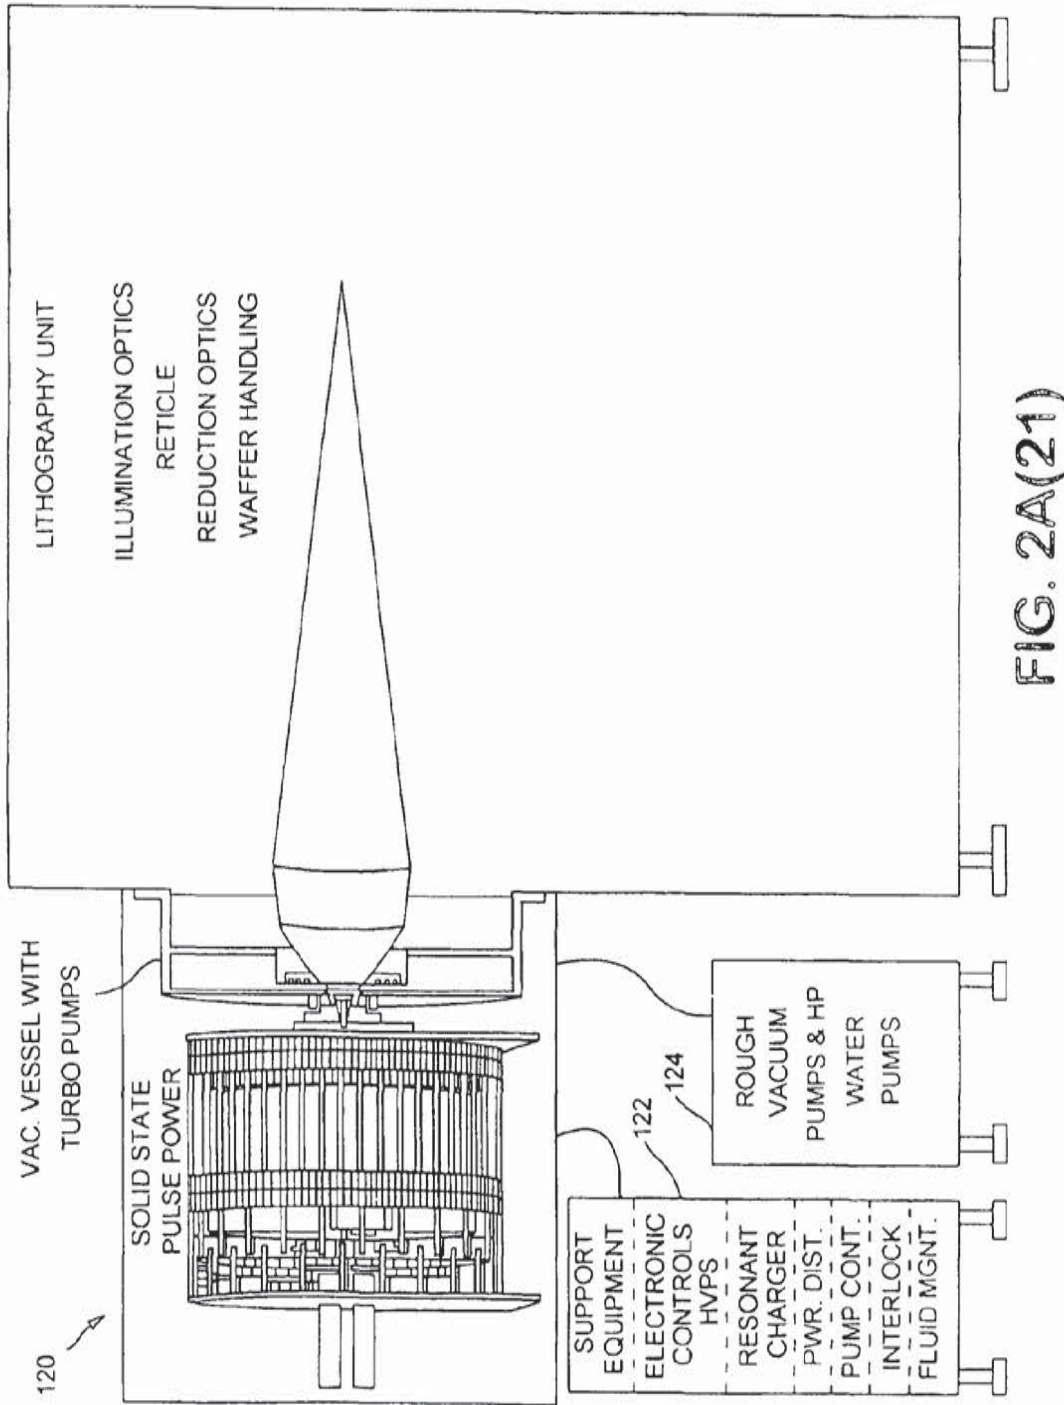 LITHOGRAPHY UNIT
ILLUMINATION OPTICS
RETICLE
REDUCTION OPTICS
WAFFER HANDLING
VAC. VESSEL WITH
TURBO PUMPS
120
SOLID STATE
PULSE POWER
SUPPORT
EQUIPMENT
ELECTRONIC
CONTROLS
HVPS
RESONANT
CHARGER
PWR. DIST.
PUMP CONT.
INTERLOCK
FLUID MGNT.
122
124
ROUGH
VACUUM
PUMPS & HP
WATER
PUMPS
FIG. 2A(21)